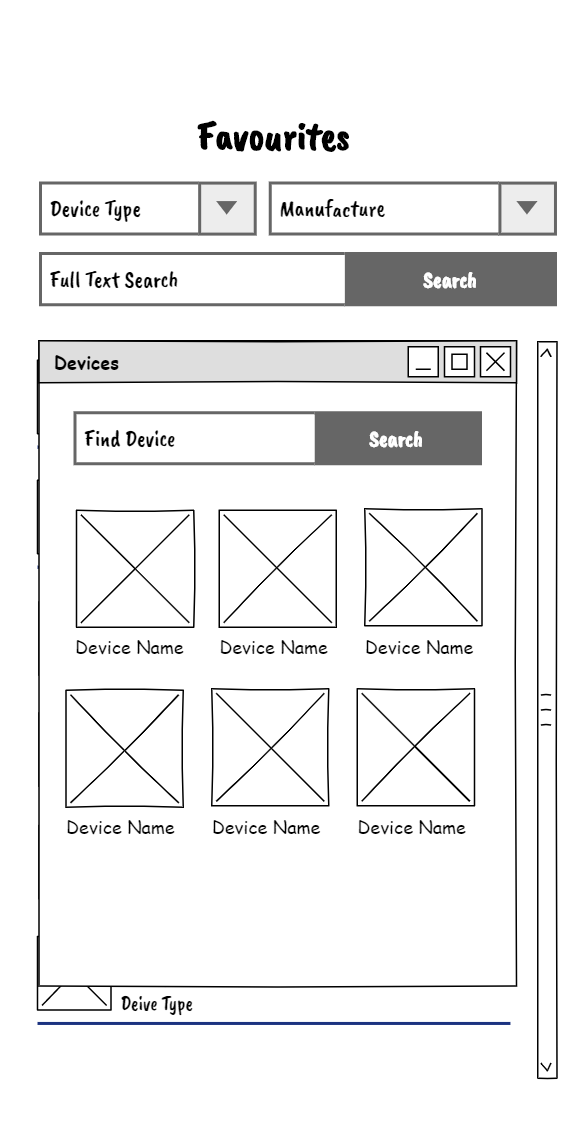 Favourites
Device Type
Manufacture
Full Text Search
Search
Devices
Find Device
Search
Device Name
Device Name
Device Name
Device Name
Device Name
Device Name
Deive Type